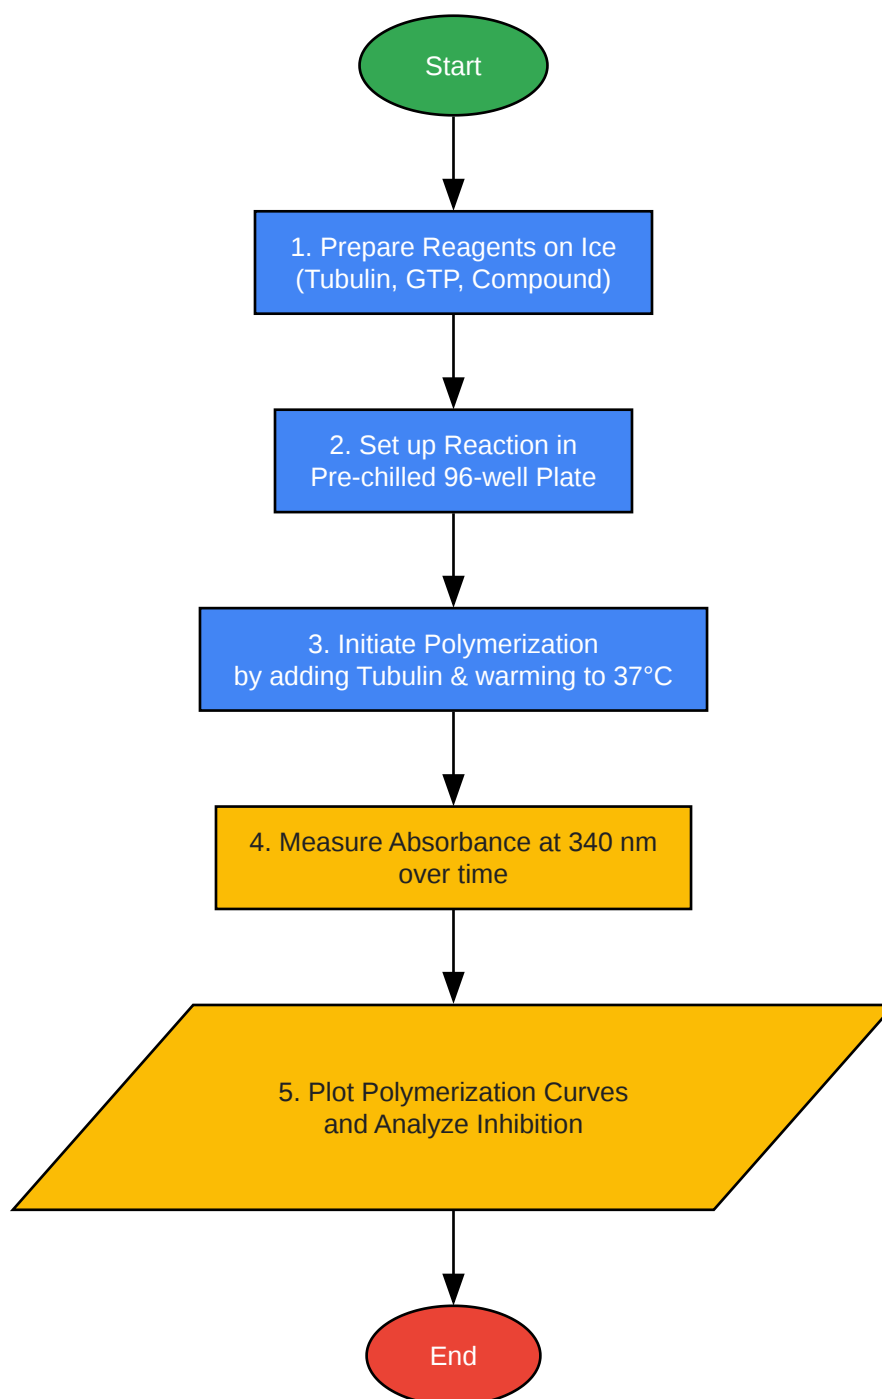 Start
1. Prepare Reagents on Ice
(Tubulin, GTP, Compound)
2. Set up Reaction in
Pre-chilled 96-well Plate
3. Initiate Polymerization
by adding Tubulin & warming to 37°C
4. Measure Absorbance at 340 nm
over time
5. Plot Polymerization Curves
and Analyze Inhibition
End